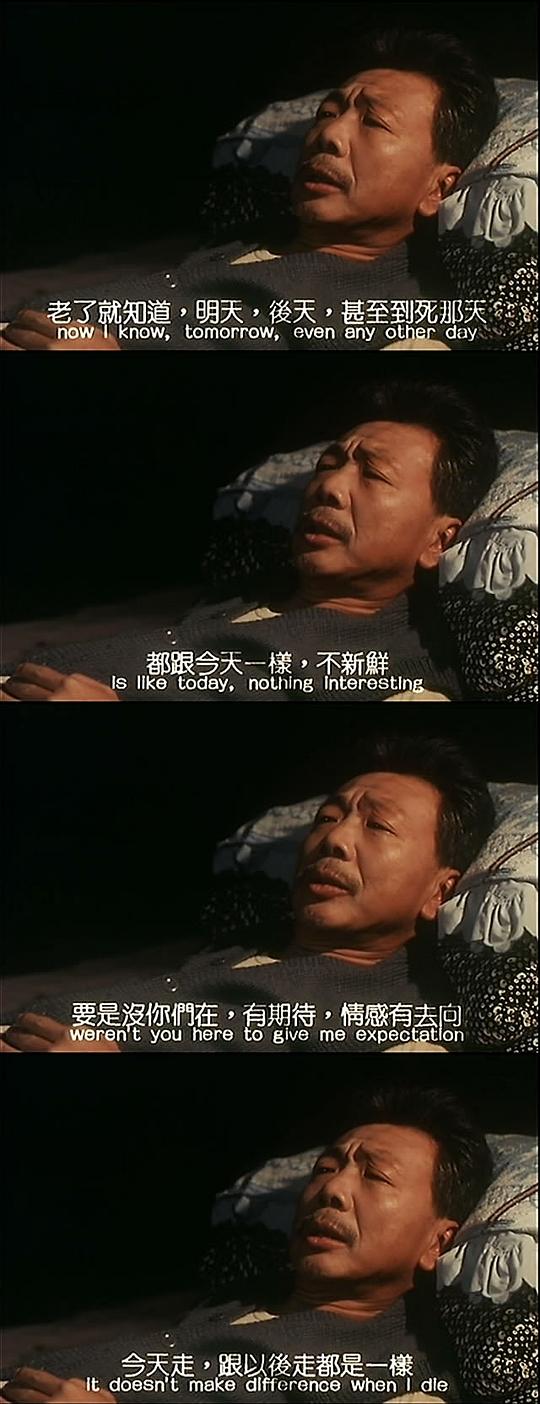 老了就知道，明天，後天，甚至到死那天
now I know, tomorrow, even any other day
都跟今天一樣，不新鮮
is like today, nothing interesting
要是沒你們在，有期待，情感有去向
weren't you here to give me expectation
今天走，跟以後走都是一樣
It doesn't make difference when I die